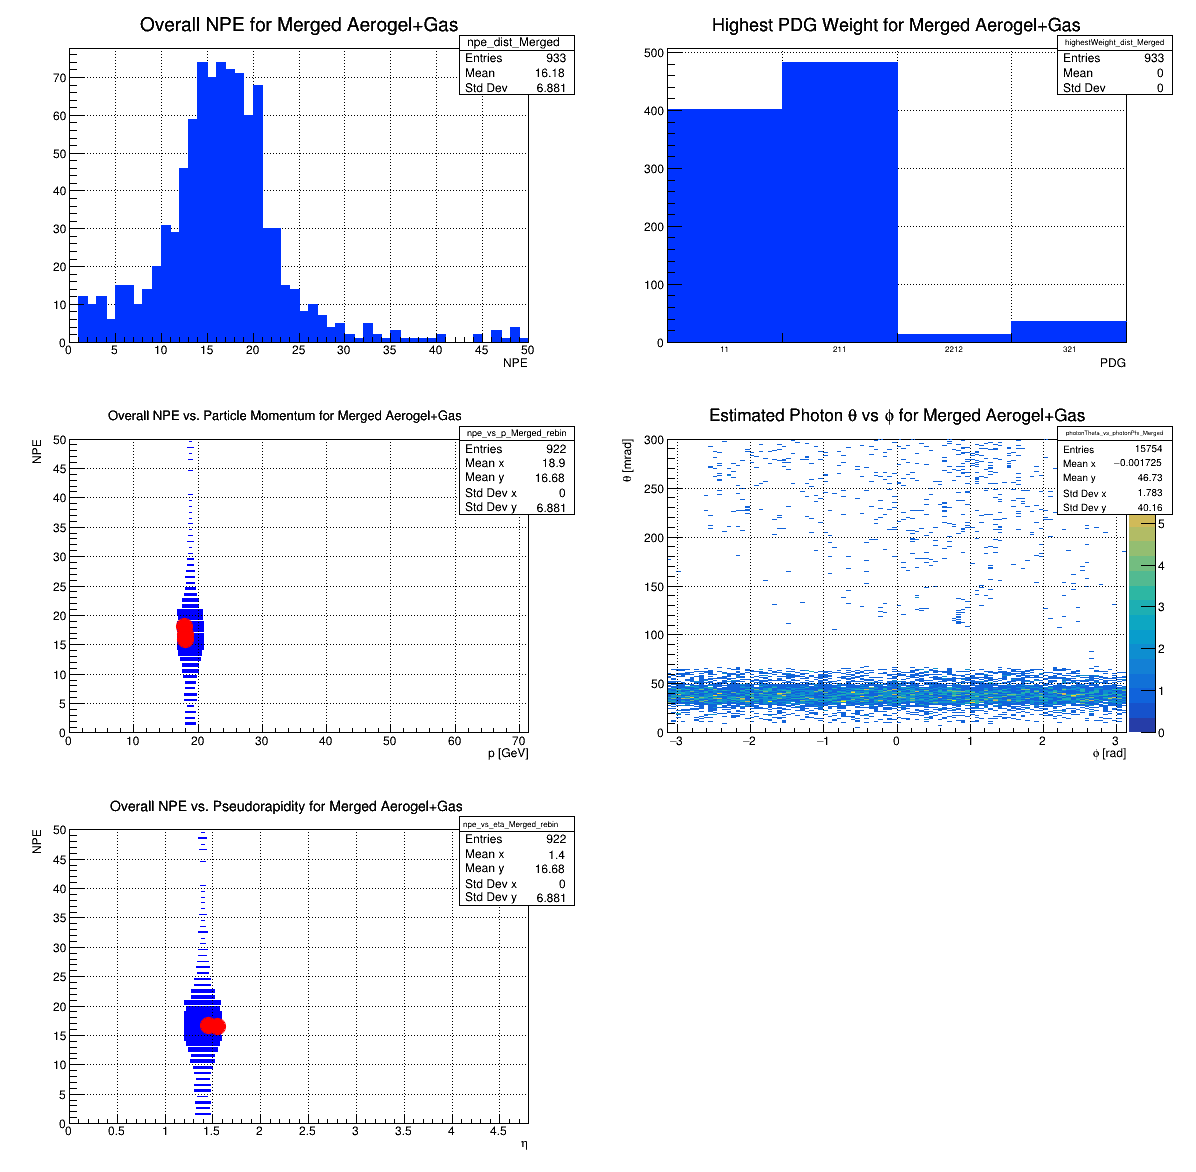 Overall NPE for Merged Aerogel+Gas
npe_dist_Merged
Entries 933
Mean 16.18
Std Dev 6.881
70
60
50
40
30
20
10
0
0 5 10 15 20 25 30 35 40 45 50
NPE
Highest PDG Weight for Merged Aerogel+Gas
highestWeight_dist_Merged
Entries 933
Mean 0
Std Dev 0
500
400
300
200
100
0
11 211 2212 321
PDG
Overall NPE vs. Particle Momentum for Merged Aerogel+Gas
npe_vs_p_Merged_rebin
Entries 922
Mean x 18.9
Mean y 16.68
Std Dev x 0
Std Dev y 6.881
NPE
50
45
40
35
30
25
20
15
10
5
0
0 10 20 30 40 50 60 70
p [GeV]
Estimated Photon θ vs ϕ for Merged Aerogel+Gas
photonTheta_vs_photonPhi_Merged
Entries 15754
Mean x −0.001725
Mean y 46.73
Std Dev x 1.783
Std Dev y 40.16
θ [mrad]
300
250
200
150
100
50
0
−3 −2 −1 0 1 2 3
ϕ [rad]
5
4
3
2
1
0
Overall NPE vs. Pseudorapidity for Merged Aerogel+Gas
npe_vs_eta_Merged_rebin
Entries 922
Mean x 1.4
Mean y 16.68
Std Dev x 0
Std Dev y 6.881
NPE
50
45
40
35
30
25
20
15
10
5
0
0 0.5 1 1.5 2 2.5 3 3.5 4 4.5
η